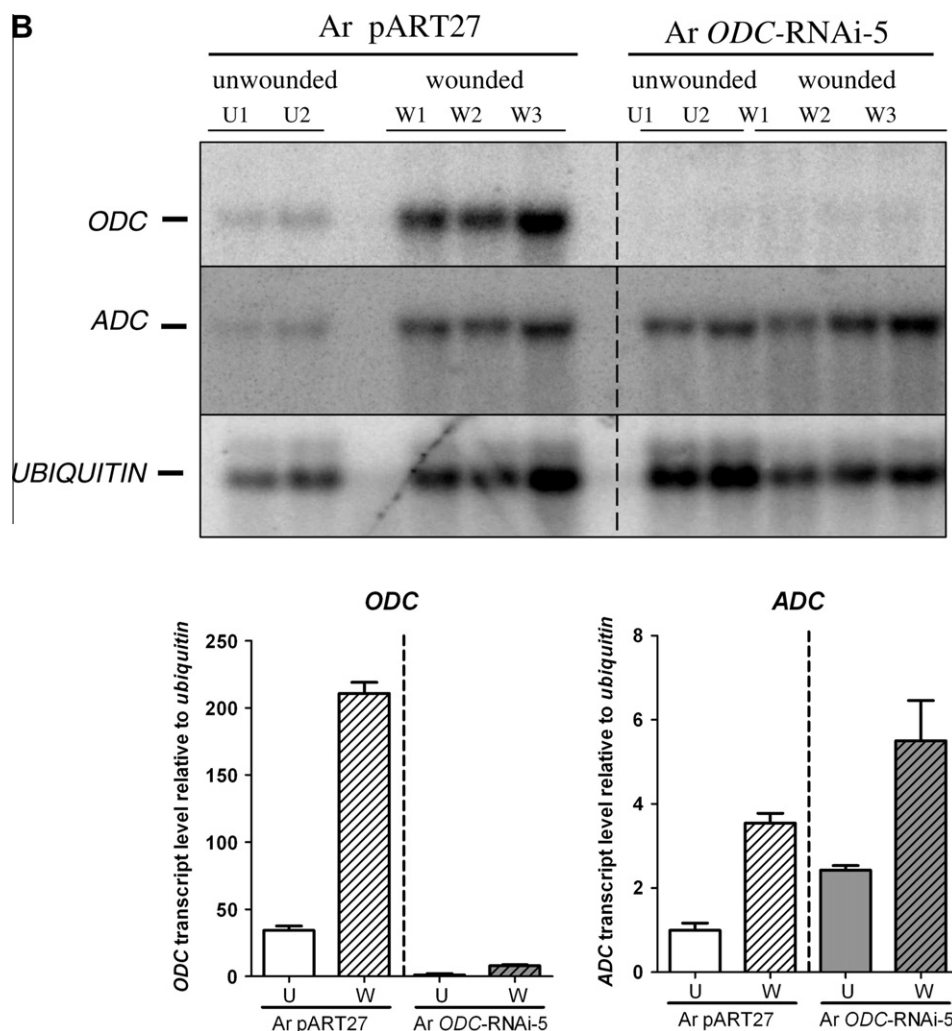 B
Ar pART27 Ar ODC-RNAi-5
unwounded wounded unwounded wounded
U1 U2 W1 W2 W3 U1 U2 W1 W2 W3
ODC
ADC
UBIQUITIN
ODC
ODC transcript level relative to ubiquitin
250
200
150
100
50
0
U W U W
Ar pART27 Ar ODC-RNAi-5
ADC
ADC transcript level relative to ubiquitin
8
6
4
2
0
U W U W
Ar pART27 Ar ODC-RNAi-5